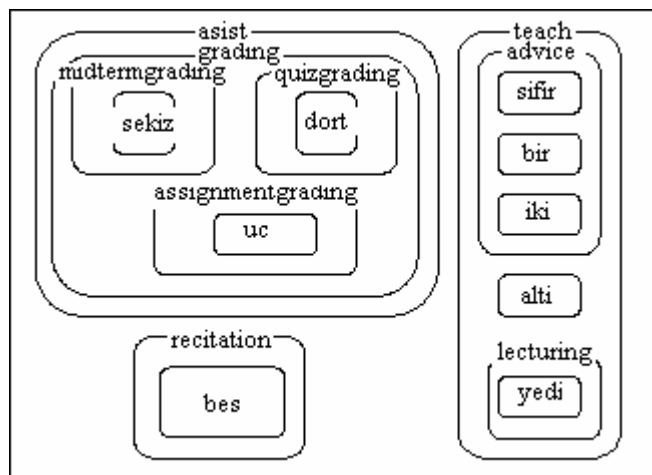 asist
grading
midtermgrading
quizgrading
sekiz
dort
assignmentgrading
uc
recitation
bes
teach
advice
sifir
bir
iki
alti
lecturing
yedi